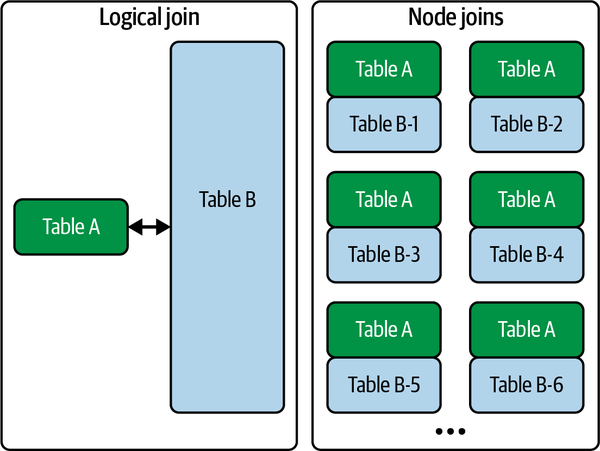 Logical join
Table A
Table B
Node joins
Table A
Table A
Table B-1
Table B-2
Table A
Table A
Table B-3
Table B-4
Table A
Table A
Table B-5
Table B-6
...